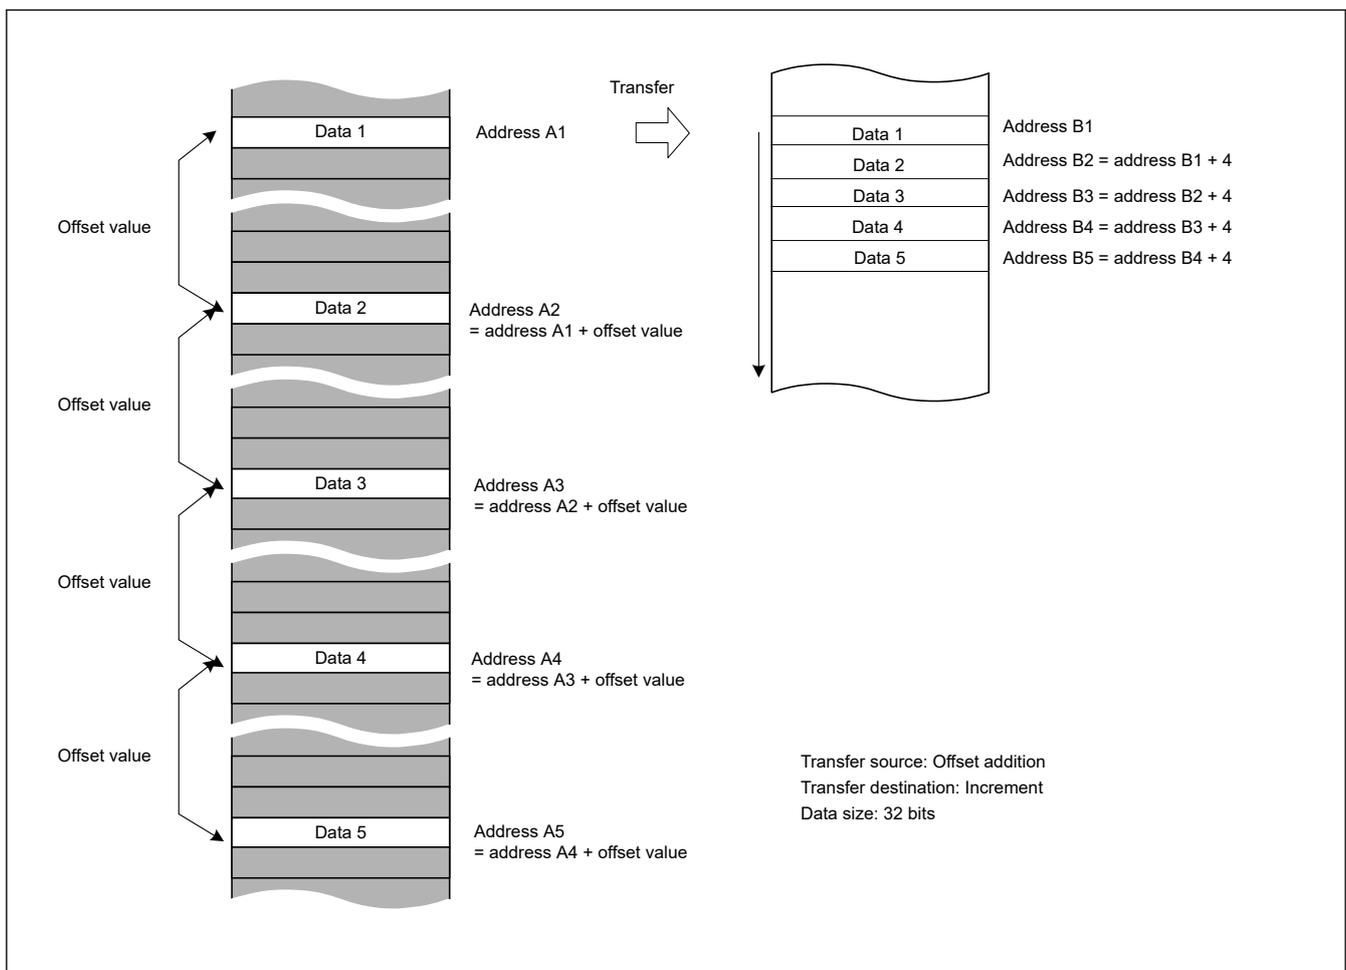 Transfer
Data 1
Address A1
Offset value
Data 2
Address A2
= address A1 + offset value
Offset value
Data 3
Address A3
= address A2 + offset value
Offset value
Data 4
Address A4
= address A3 + offset value
Offset value
Data 5
Address A5
= address A4 + offset value
Data 1
Address B1
Data 2
Address B2 = address B1 + 4
Data 3
Address B3 = address B2 + 4
Data 4
Address B4 = address B3 + 4
Data 5
Address B5 = address B4 + 4
Transfer source: Offset addition
Transfer destination: Increment
Data size: 32 bits